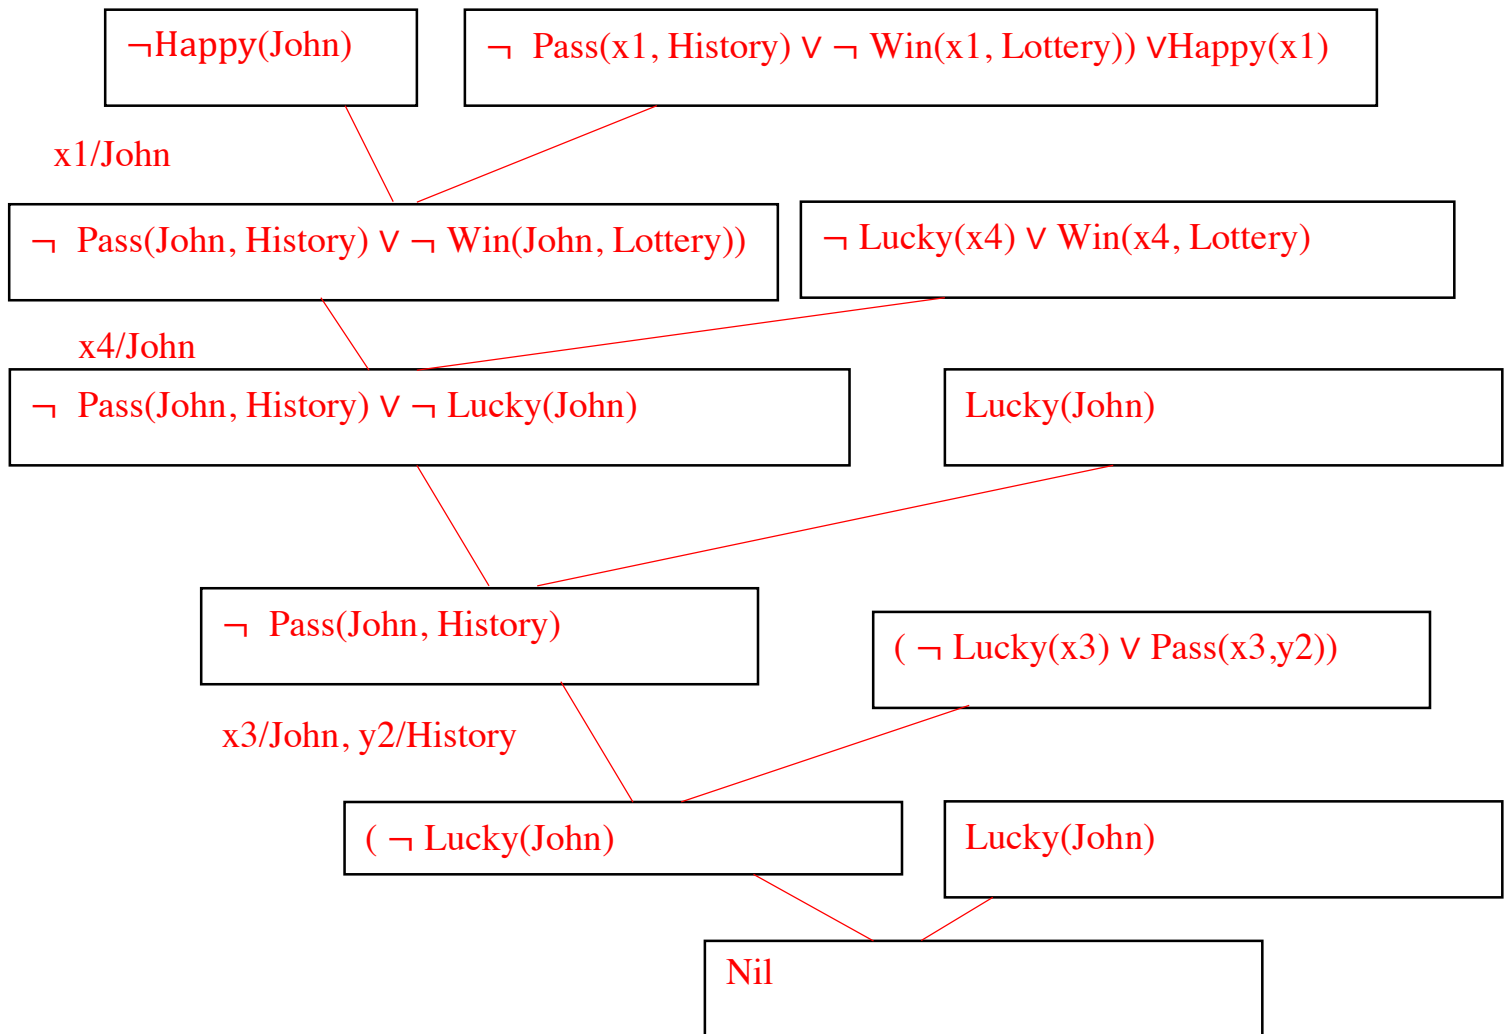 ¬Happy(John)
¬ Pass(x1, History) ∨ ¬ Win(x1, Lottery)) ∨Happy(x1)
x1/John
¬ Pass(John, History) ∨ ¬ Win(John, Lottery))
¬ Lucky(x4) ∨ Win(x4, Lottery)
x4/John
¬ Pass(John, History) ∨ ¬ Lucky(John)
Lucky(John)
¬ Pass(John, History)
( ¬ Lucky(x3) ∨ Pass(x3,y2))
x3/John, y2/History
( ¬ Lucky(John)
Lucky(John)
Nil